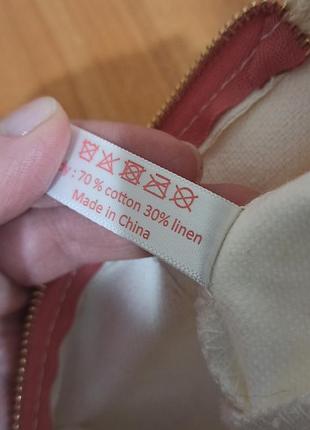 : 70 % cotton 30% linen
Made in China